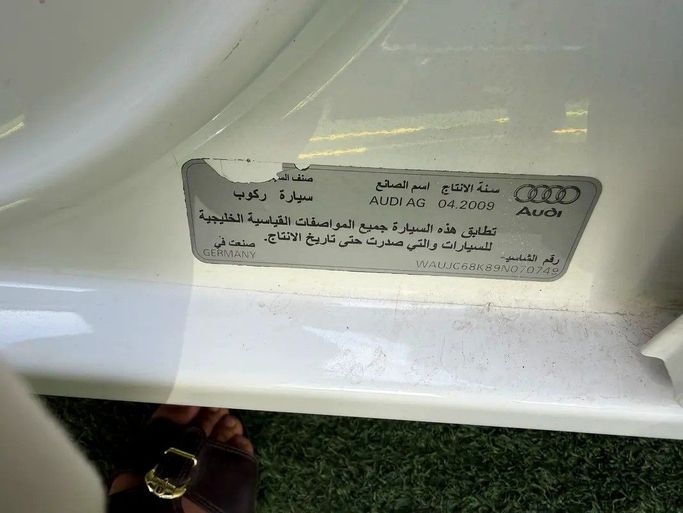 Audi
سنة الانتاج اسم الصانع صنف
04.2009 AUDI AG سيارة ركوب
تطابق هذه السيارة جميع المواصفات القياسية الخليجية
للسيارات والتي صدرت حتى تاريخ الانتاج.
رقم الشاسيه صنعت في
WAUJC68K89N070749 GERMANY